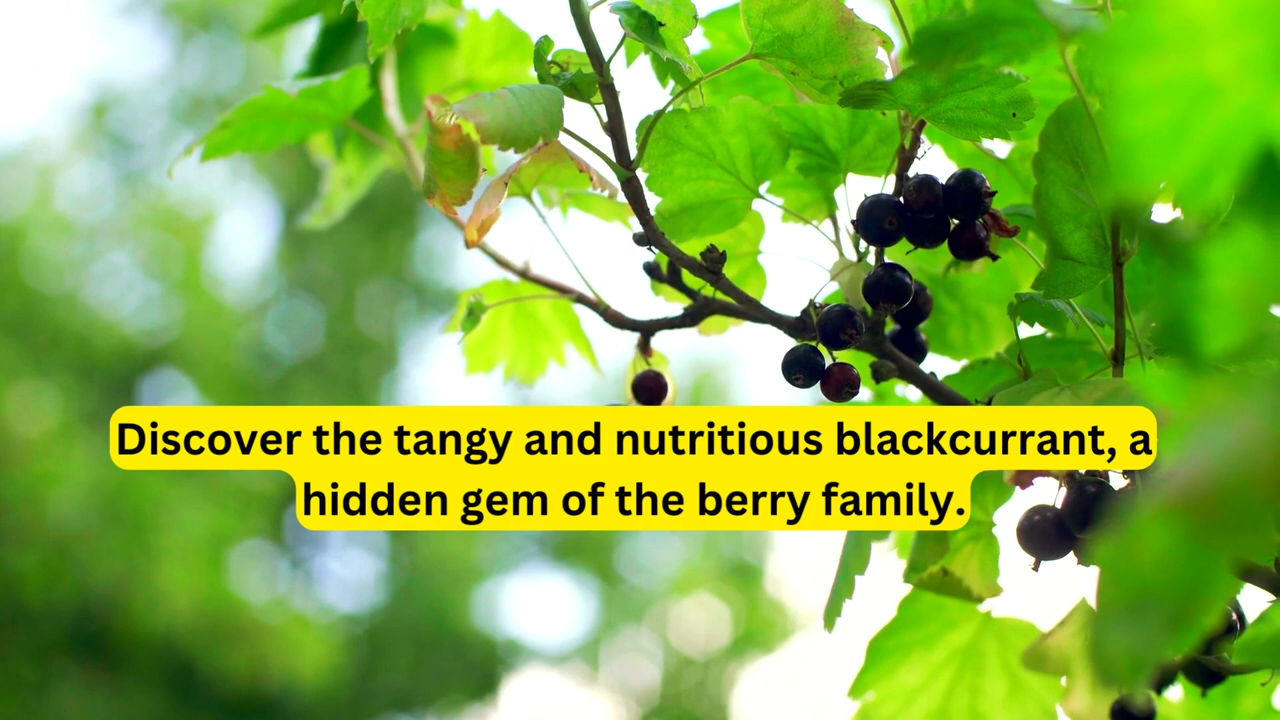 Discover the tangy and nutritious blackcurrant, a
hidden gem of the berry family.